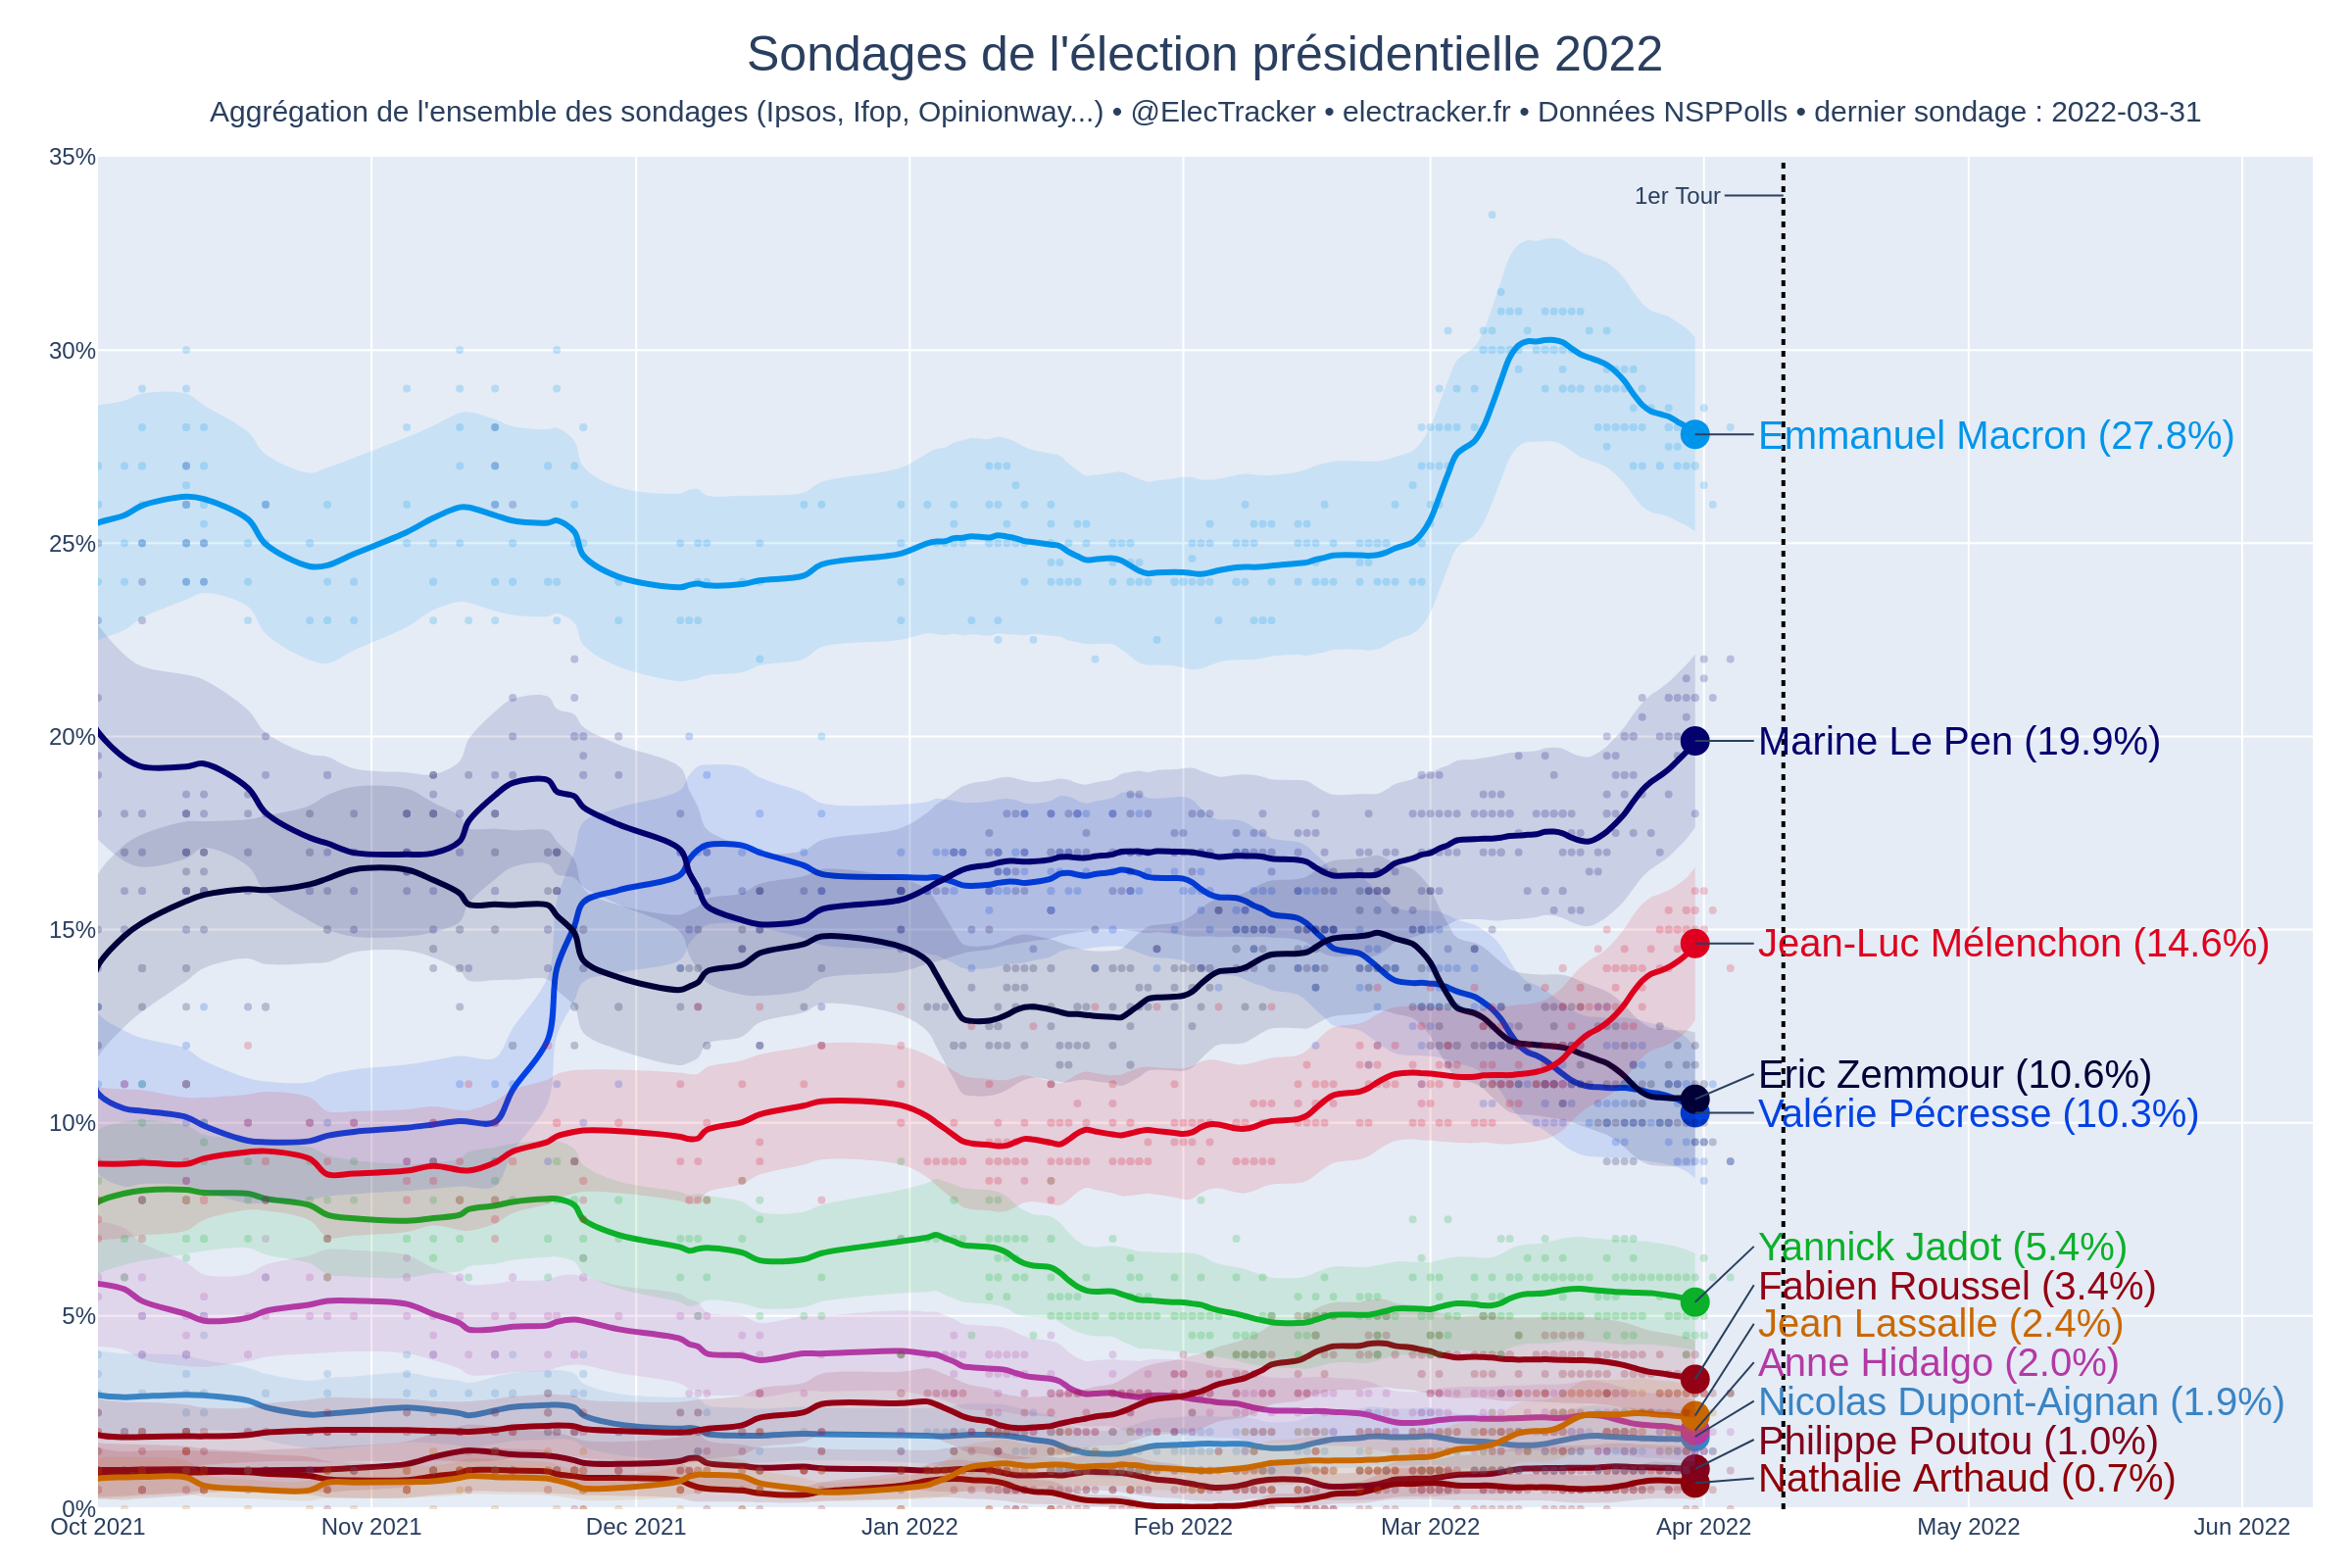 Sondages de l'élection présidentielle 2022
Aggrégation de l'ensemble des sondages (Ipsos, Ifop, Opinionway...) • @ElecTracker • electracker.fr • Données NSPPolls • dernier sondage : 2022-03-31
35%
1er Tour
30%
Emmanuel Macron (27.8%)
25%
20%
Marine Le Pen (19.9%)
15%
Jean-Luc Mélenchon (14.6%)
Eric Zemmour (10.6%)
10%
Valérie Pécresse (10.3%)
Yannick Jadot (5.4%)
Fabien Roussel (3.4%)
5%
Jean Lassalle (2.4%)
Anne Hidalgo (2.0%)
Nicolas Dupont-Aignan (1.9%)
Philippe Poutou (1.0%)
Nathalie Arthaud (0.7%)
0%
Oct 2021 Nov 2021 Dec 2021 Jan 2022 Feb 2022 Mar 2022 Apr 2022 May 2022 Jun 2022